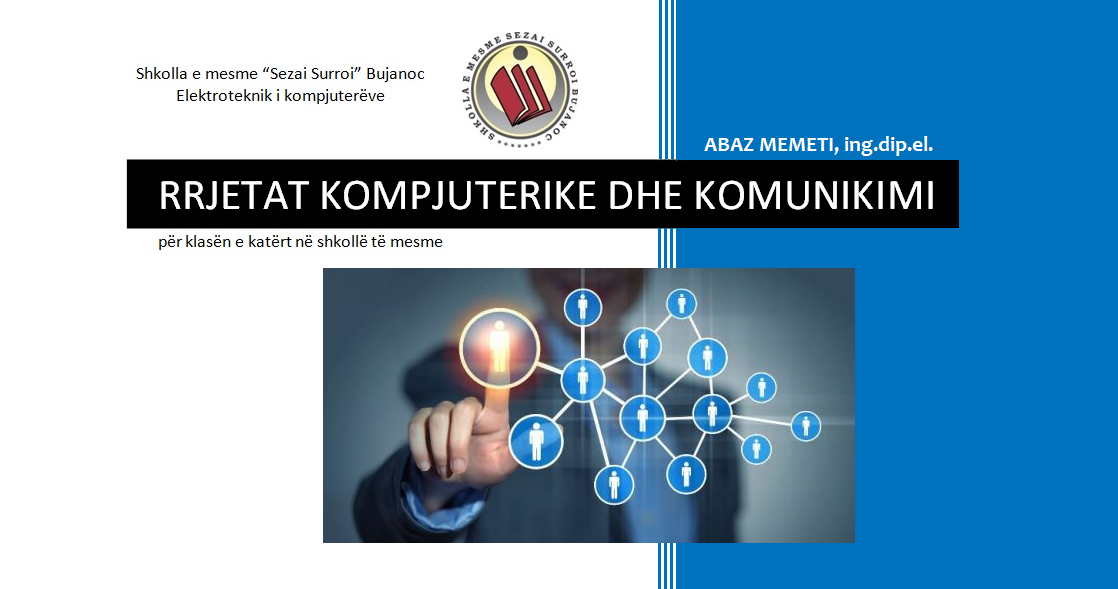 Shkolla e mesme “Sezai Surroi” Bujanoc
Elektroteknik i kompjuterëve
SHKOLLA E MESME SEZAI SURROI BUJANOC
ABAZ MEMETI, ing.dip.el.
RRJETAT KOMPJUTERIKE DHE KOMUNIKIMI
për klasën e katërt në shkollë të mesme